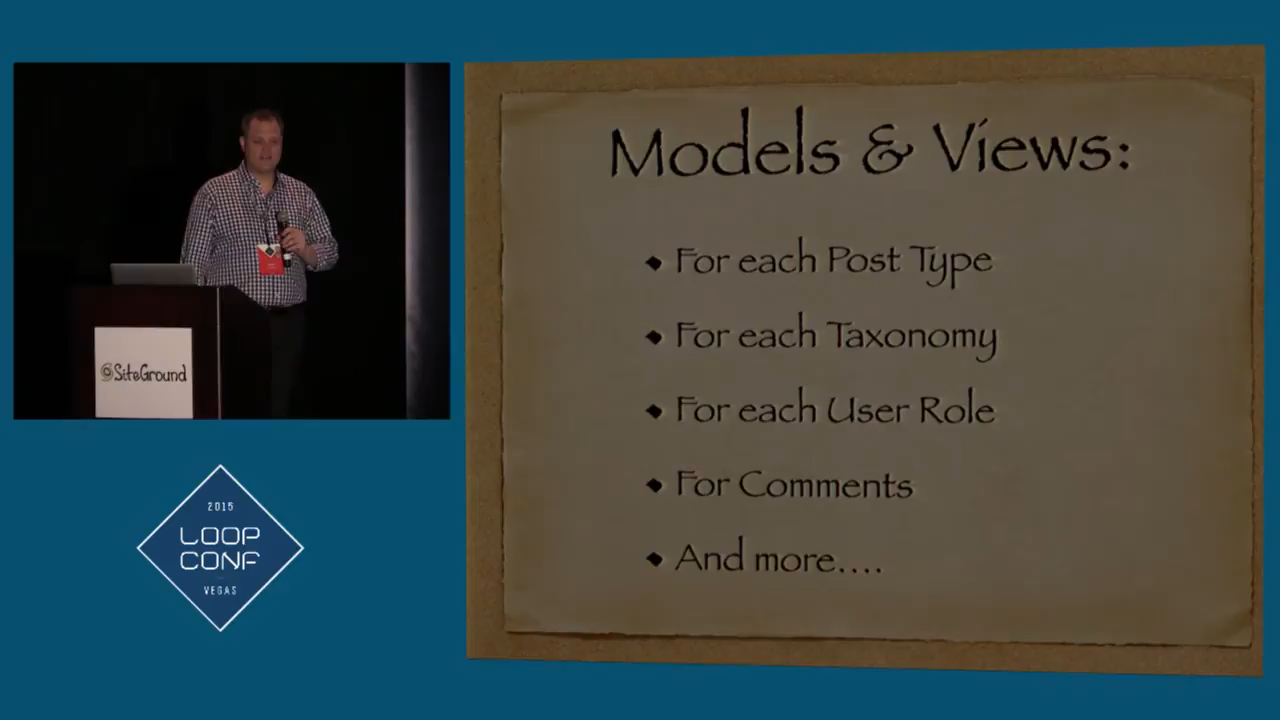 Models & Views:
For each Post Type
For each Taxonomy
For each User Role
For Comments
And more....
@SiteGround
2015
LOOP
CONF
VEGAS